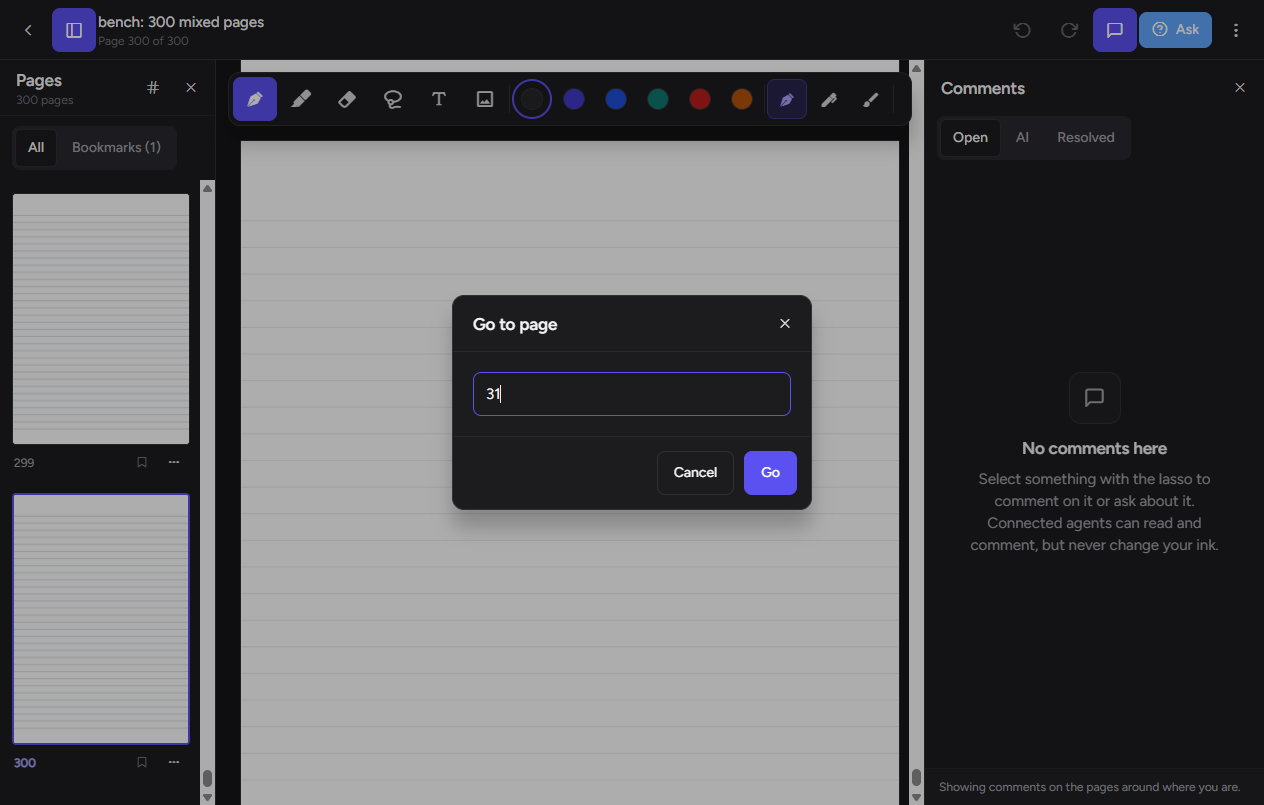 bench: 300 mixed pages
Page 300 of 300
Ask
Pages
300 pages
#
All
Bookmarks (1)
299
300
T
Go to page
31
Cancel
Go
Comments
Open
AI
Resolved
No comments here
Select something with the lasso to
comment on it or ask about it.
Connected agents can read and
comment, but never change your ink.
Showing comments on the pages around where you are.